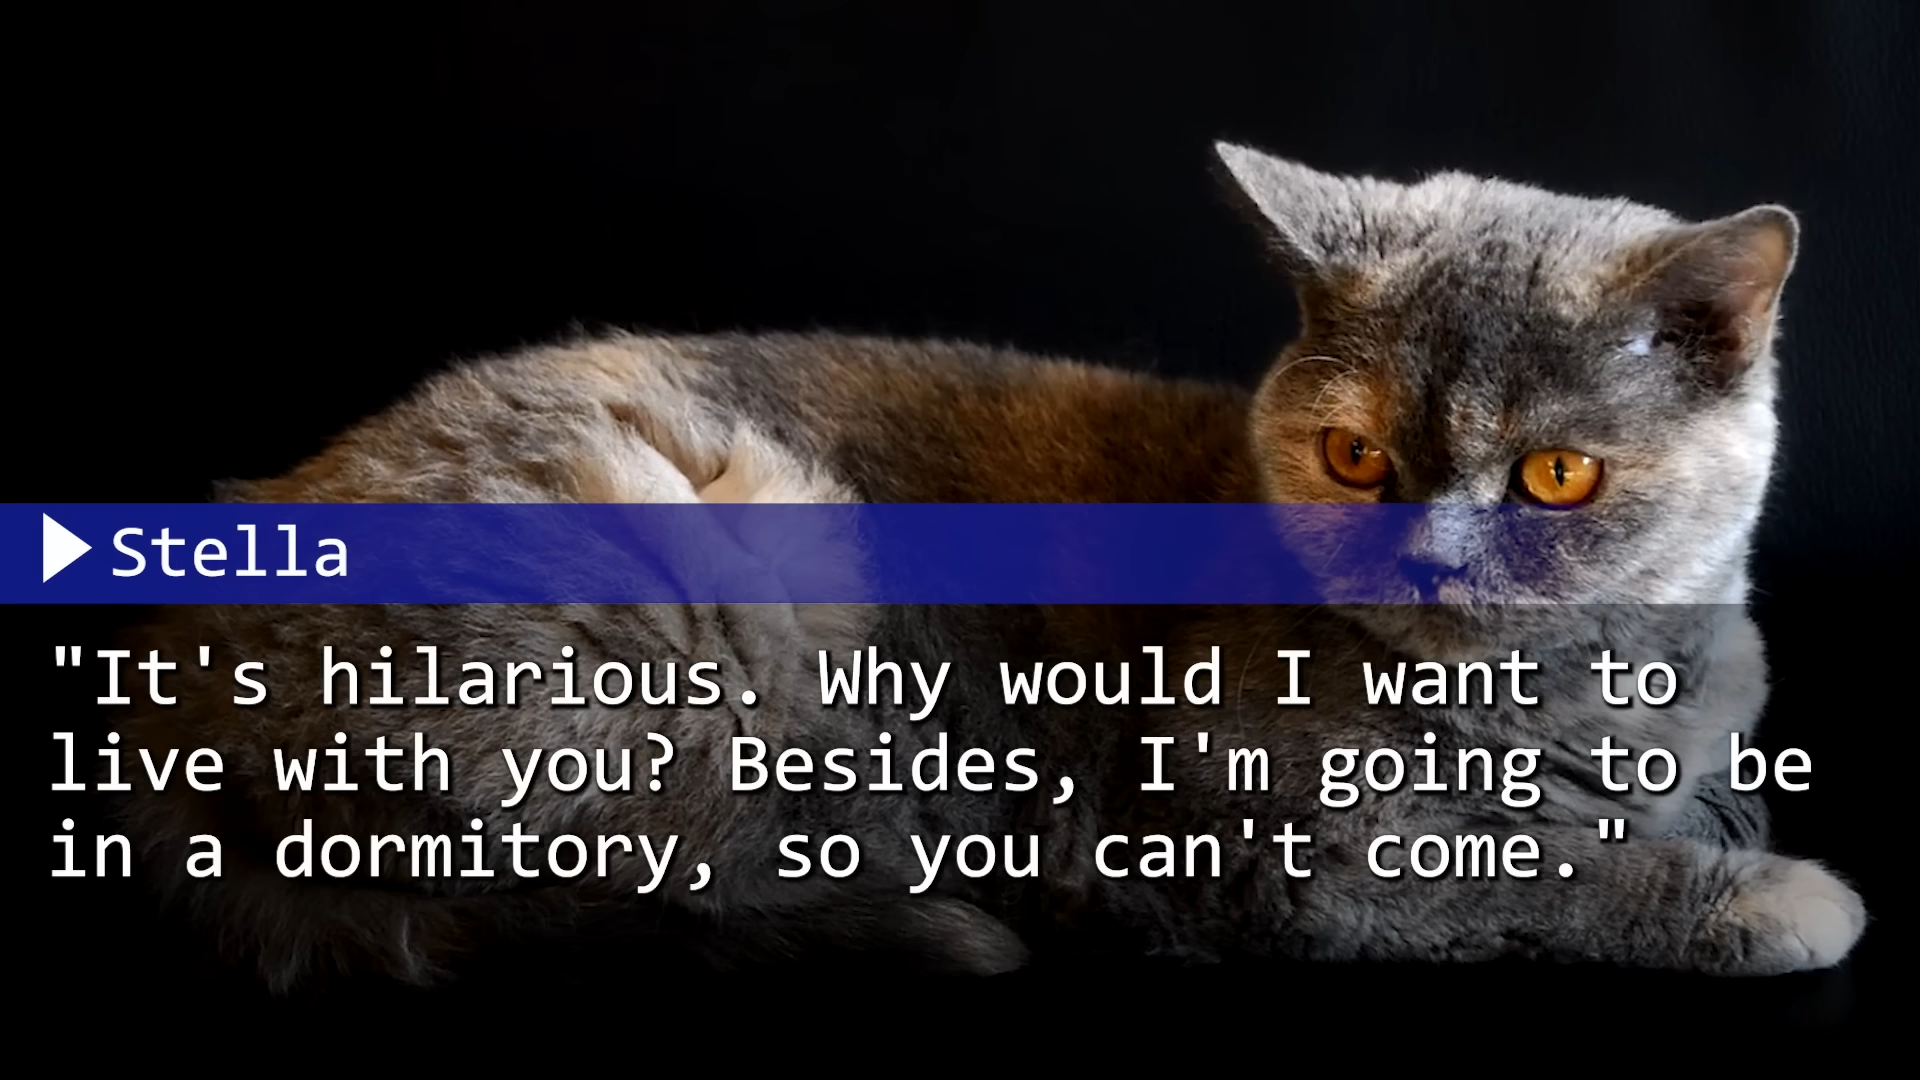 Stella
"It's hilarious. Why would I want to
live with you? Besides, I'm going to be
in a dormitory, so you can't come."